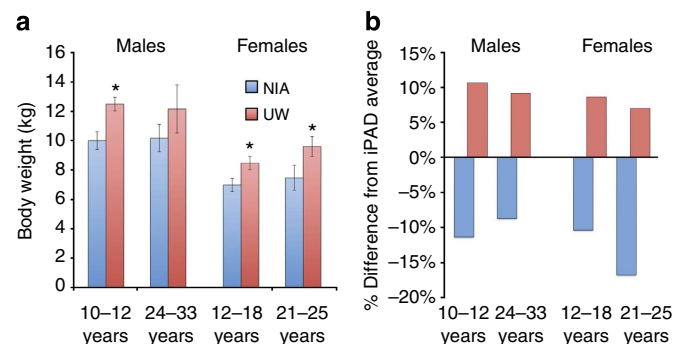 a
Body weight (kg)
16
14
12
10
8
6
4
2
0
Males Females
NIA
UW
*
*
*
10–12 24–33 12–18 21–25
years years years years
b
% Difference from iPAD average
15%
10%
5%
0%
–5%
–10%
–15%
–20%
Males Females
10–12 24–33 12–18 21–25
years years years years